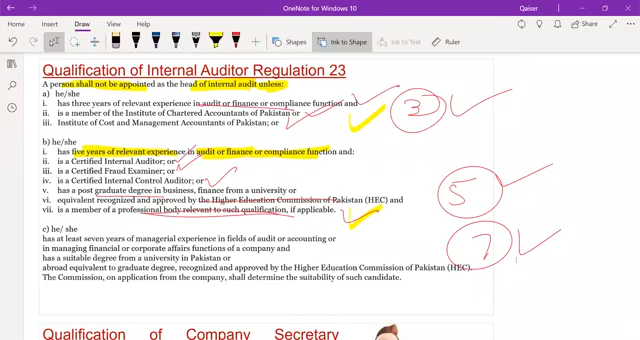 OneNote for Windows 10
Qaiser
Home
Insert
Draw
View
Help
Shapes
Ink to Shape
Ink to Text
Ruler
Math
Qualification of Internal Auditor Regulation 23
A person shall not be appointed as the head of internal audit unless:
a) he/she
i. has three years of relevant experience in audit or finance or compliance function and
ii. is a member of the Institute of Chartered Accountants of Pakistan or
iii. Institute of Cost and Management Accountants of Pakistan; or
3
b) he/she
i. has five years of relevant experience in audit or finance or compliance function and:
ii. is a Certified Internal Auditor; or
iii. is a Certified Fraud Examiner; or
iv. is a Certified Internal Control Auditor; or
v. has a post graduate degree in business, finance from a university or
vi. equivalent recognized and approved by the Higher Education Commission of Pakistan (HEC) and
vii. is a member of a professional body relevant to such qualification, if applicable.
5
c) he/ she
has at least seven years of managerial experience in fields of audit or accounting or
in managing financial or corporate affairs functions of a company and
has a suitable degree from a university in Pakistan or
abroad equivalent to graduate degree, recognized and approved by the Higher Education Commission of Pakistan (HEC).
The Commission, on application from the company, shall determine the suitability of such candidate.
7
Qualification of Company Secretary